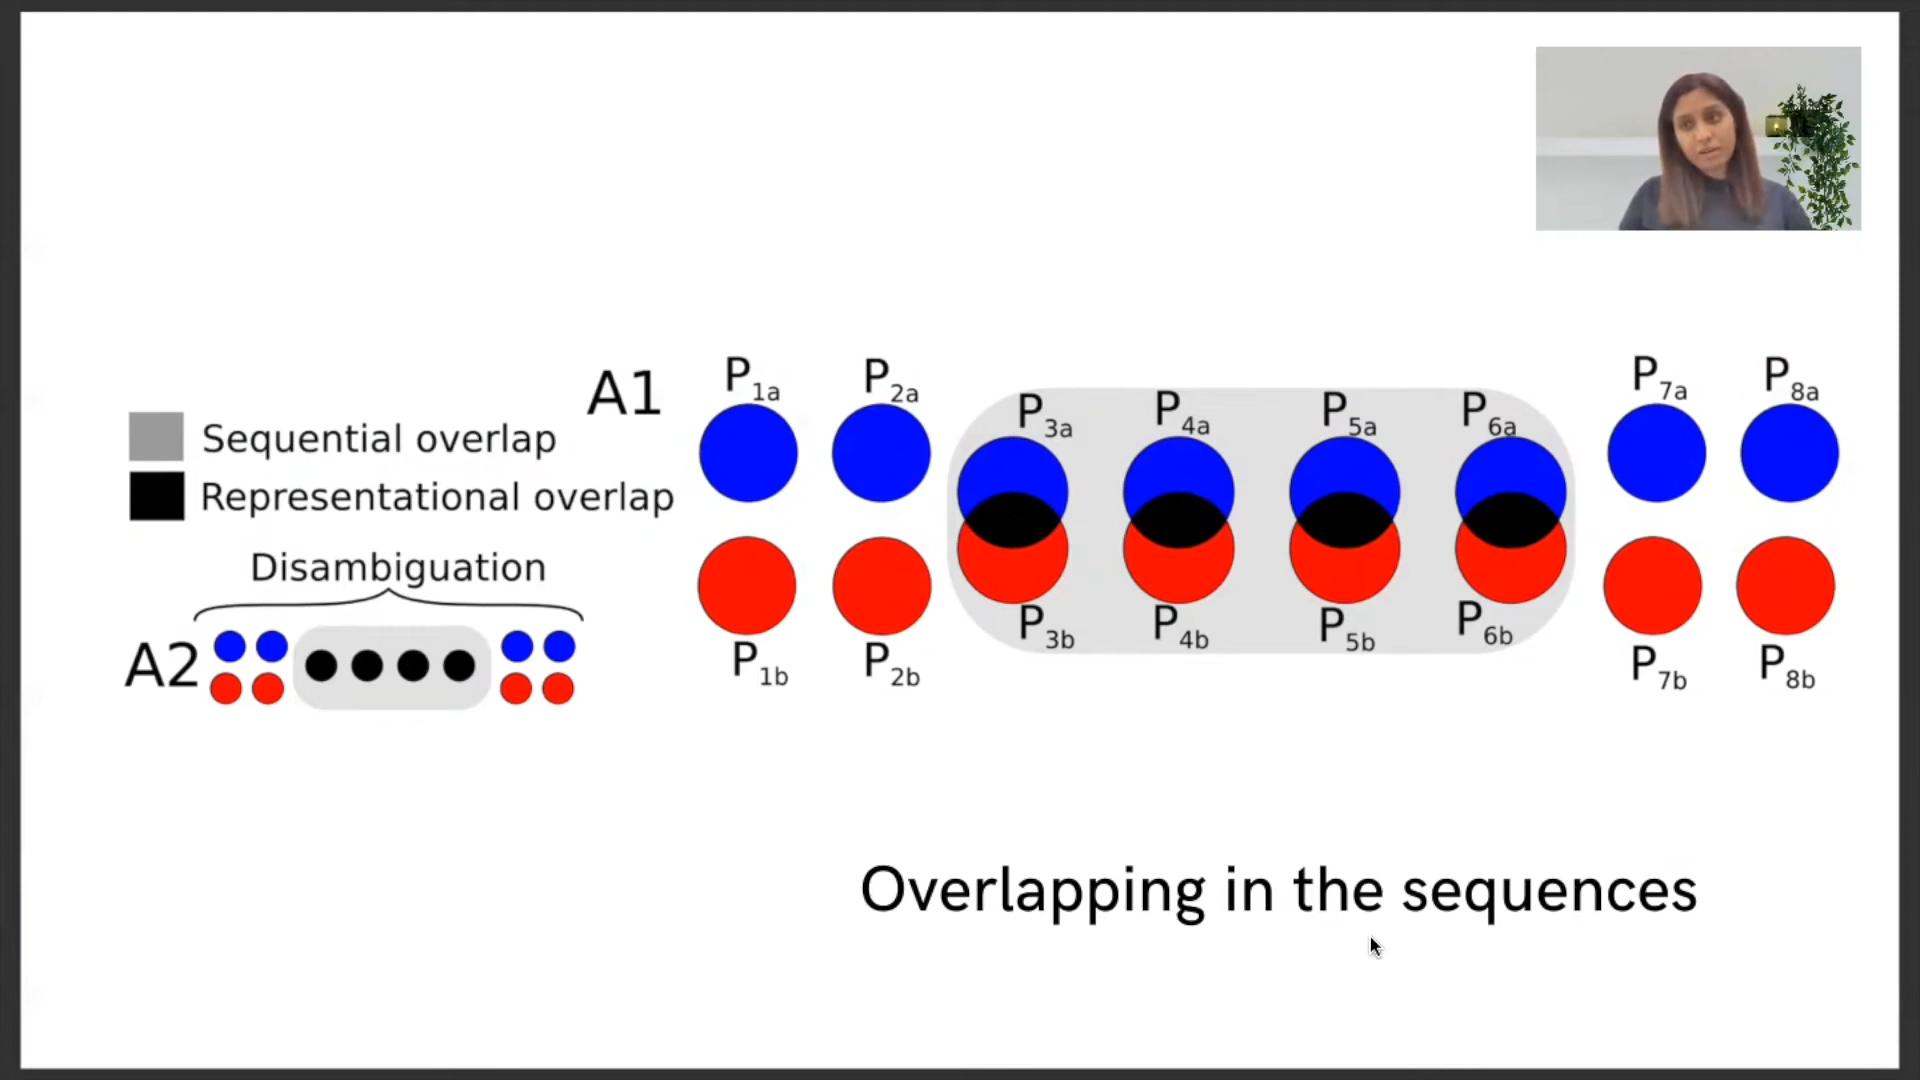 A1
P1a P2a P3a P4a P5a P6a P7a P8a
Sequential overlap
Representational overlap
Disambiguation
A2
P1b P2b P3b P4b P5b P6b P7b P8b
Overlapping in the sequences